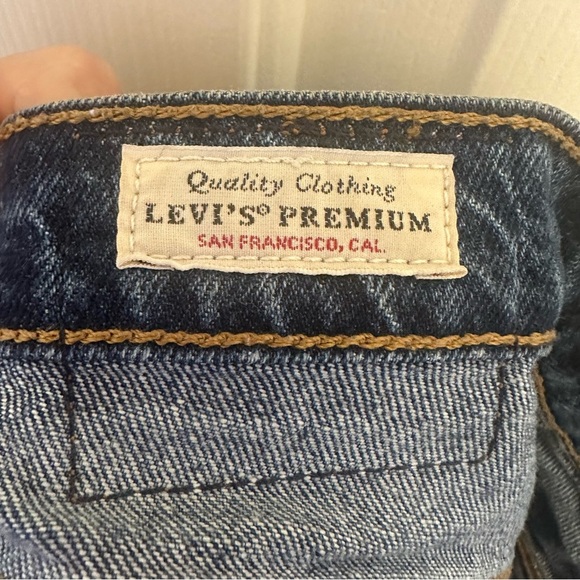 Quality Clothing
LEVI'S® PREMIUM
SAN FRANCISCO, CAL.